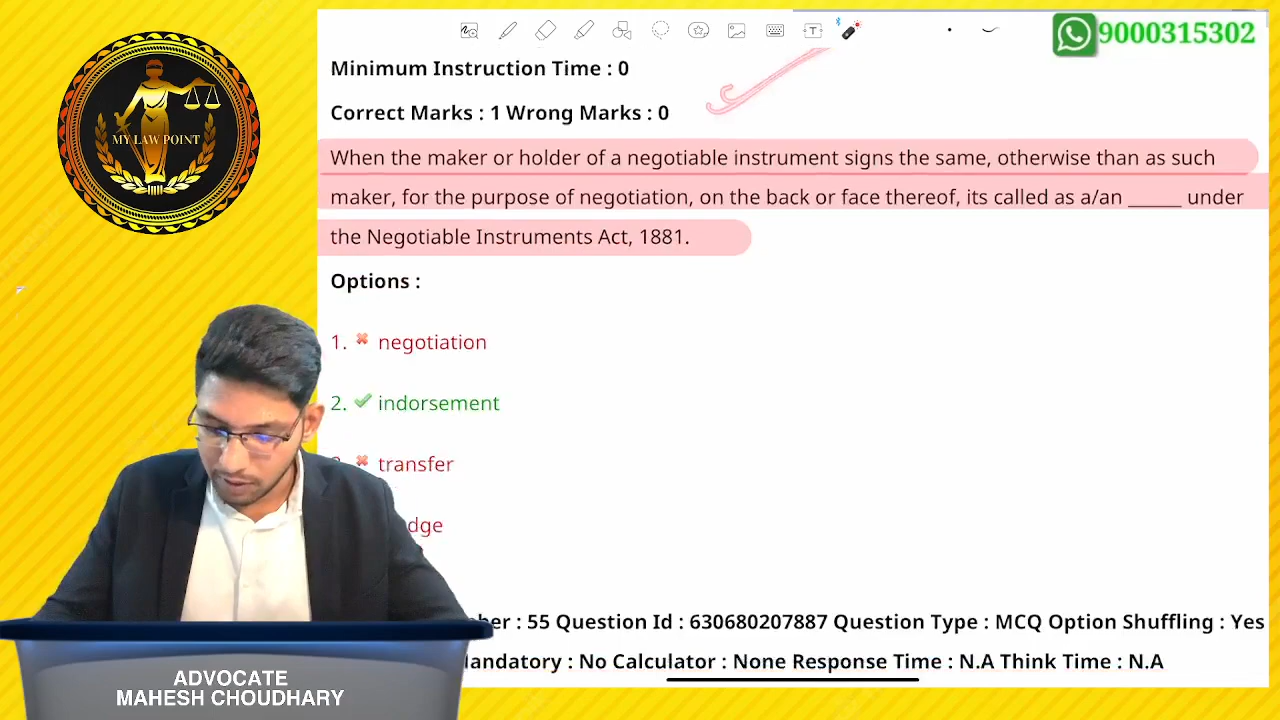 MY LAW POINT
9000315302
Minimum Instruction Time : 0
Correct Marks : 1 Wrong Marks : 0
When the maker or holder of a negotiable instrument signs the same, otherwise than as such
maker, for the purpose of negotiation, on the back or face thereof, its called as a/an ______ under
the Negotiable Instruments Act, 1881.
Options :
1. negotiation
2. indorsement
transfer
: 55 Question Id : 630680207887 Question Type : MCQ Option Shuffling : Yes
: No Calculator : None Response Time : N.A Think Time : N.A
ADVOCATE
MAHESH CHOUDHARY